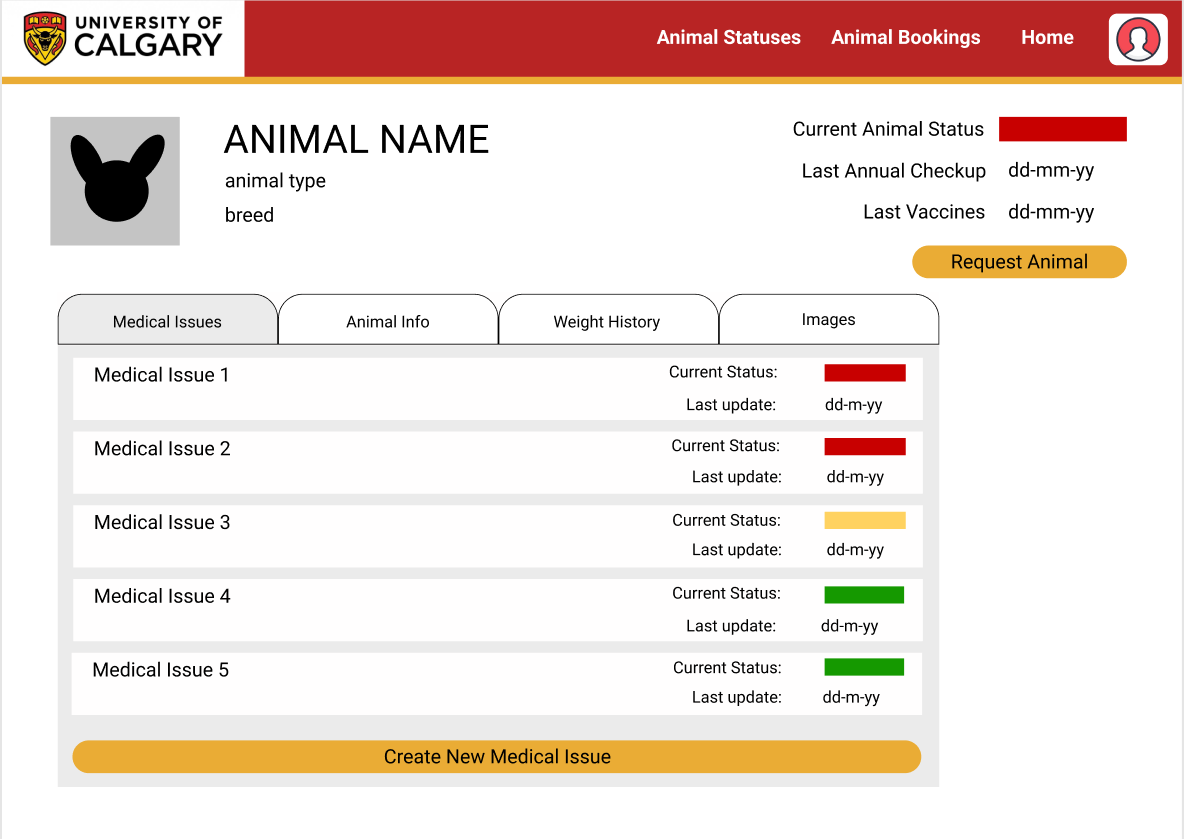 UNIVERSITY OF
CALGARY
Animal Statuses
Animal Bookings
Home
ANIMAL NAME
animal type
breed
Current Animal Status
Last Annual Checkup dd-mm-yy
Last Vaccines dd-mm-yy
Request Animal
Medical Issues
Animal Info
Weight History
Images
Medical Issue 1
Current Status:
Last update: dd-m-yy
Medical Issue 2
Current Status:
Last update: dd-m-yy
Medical Issue 3
Current Status:
Last update: dd-m-yy
Medical Issue 4
Current Status:
Last update: dd-m-yy
Medical Issue 5
Current Status:
Last update: dd-m-yy
Create New Medical Issue